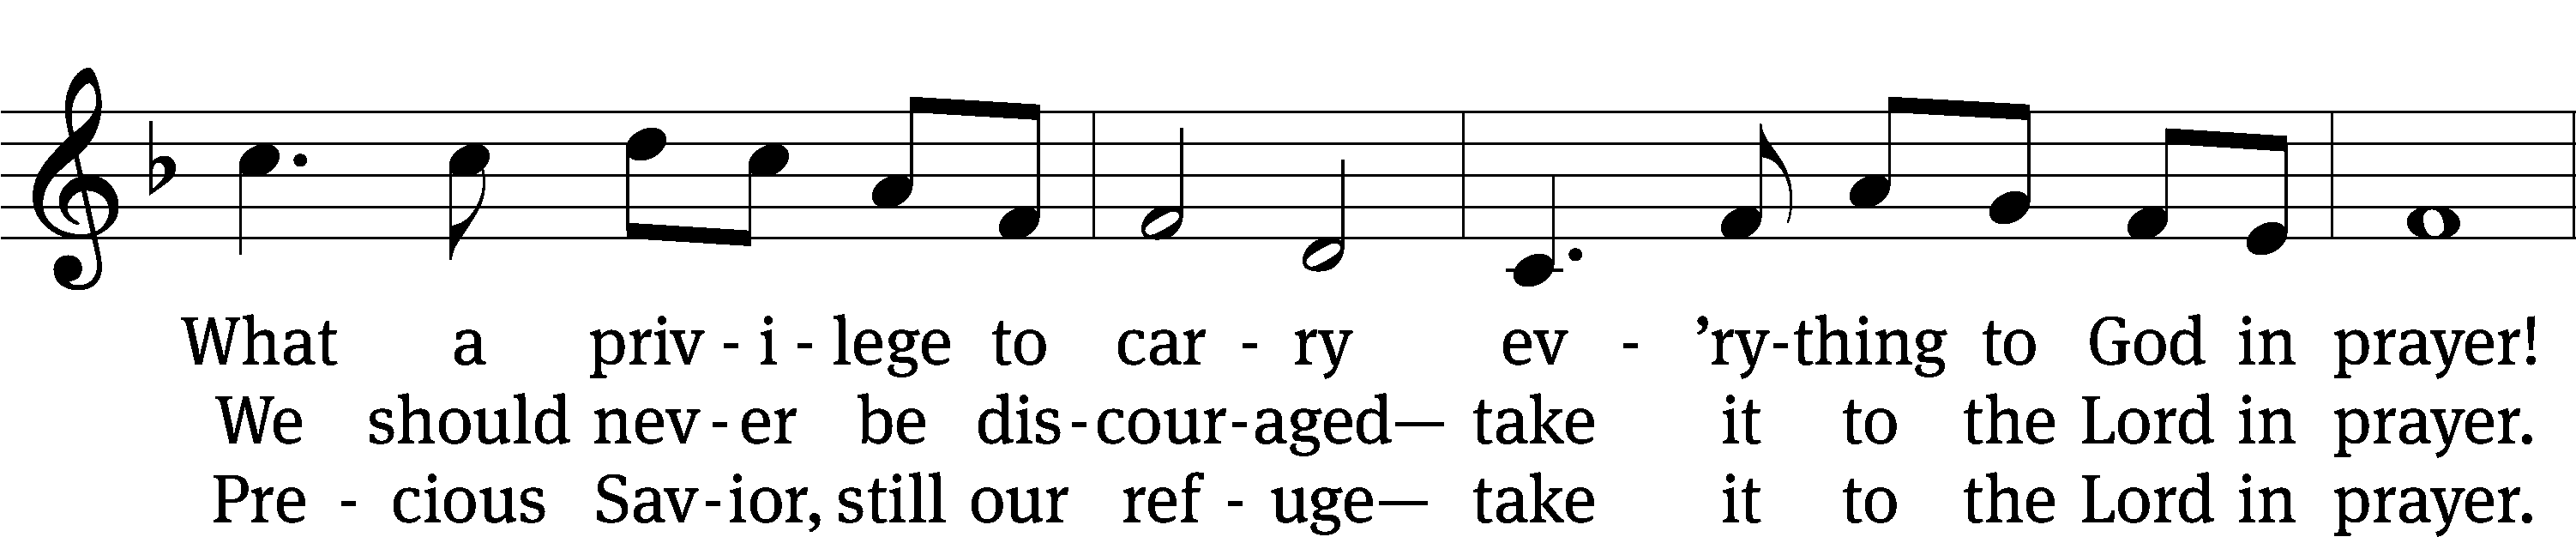 What a priv - i - lege to car - ry ev - ’ry-thing to God in prayer!
We should nev - er be dis-cour-aged— take it to the Lord in prayer.
Pre - cious Sav-ior, still our ref - uge— take it to the Lord in prayer.